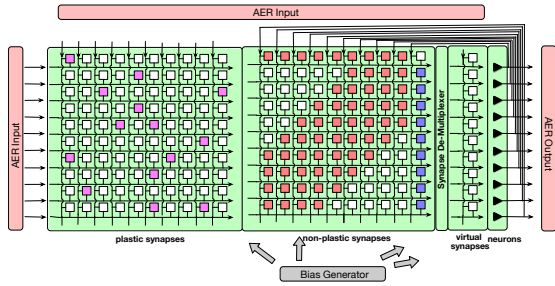 AER Input
AER Input
Synapse De-Multiplexer
AER Output
plastic synapses
non-plastic synapses
virtual
synapses
neurons
Bias Generator